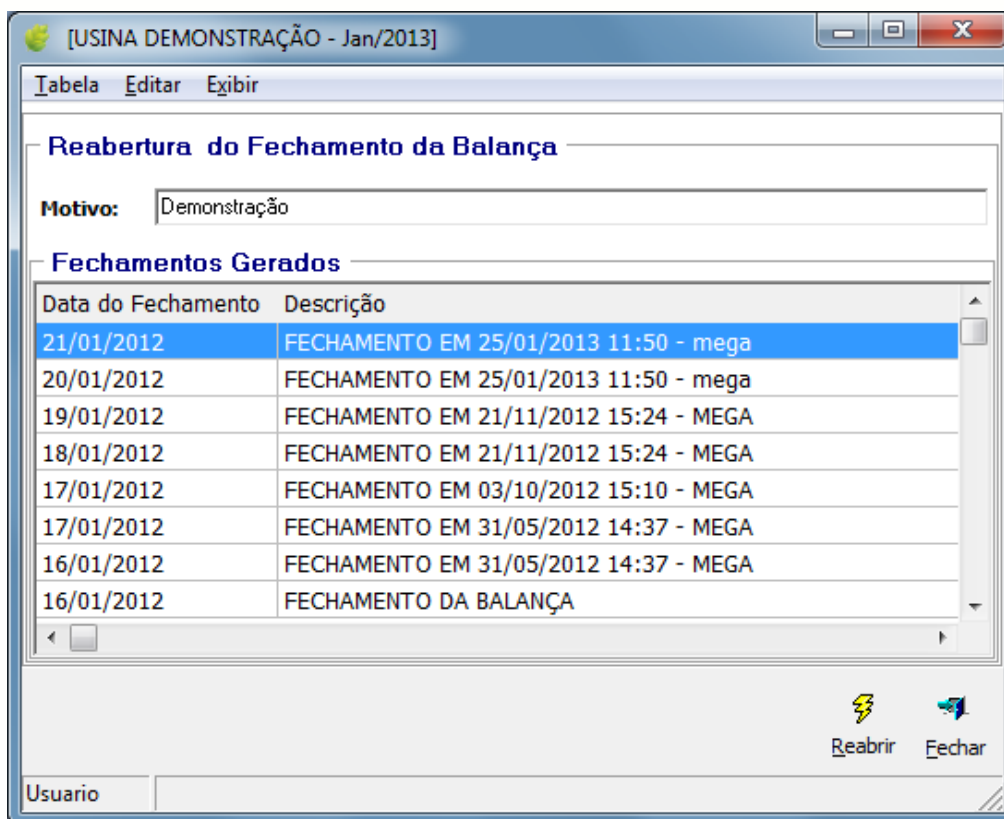 [USINA DEMONSTRAÇÃO - Jan/2013]
Tabela Editar Exibir
Reabertura do Fechamento da Balança
Motivo: Demonstração
Fechamentos Gerados
Data do Fechamento Descrição
21/01/2012 FECHAMENTO EM 25/01/2013 11:50 - mega
20/01/2012 FECHAMENTO EM 25/01/2013 11:50 - mega
19/01/2012 FECHAMENTO EM 21/11/2012 15:24 - MEGA
18/01/2012 FECHAMENTO EM 21/11/2012 15:24 - MEGA
17/01/2012 FECHAMENTO EM 03/10/2012 15:10 - MEGA
17/01/2012 FECHAMENTO EM 31/05/2012 14:37 - MEGA
16/01/2012 FECHAMENTO EM 31/05/2012 14:37 - MEGA
16/01/2012 FECHAMENTO DA BALANÇA
Reabrir Fechar
Usuario